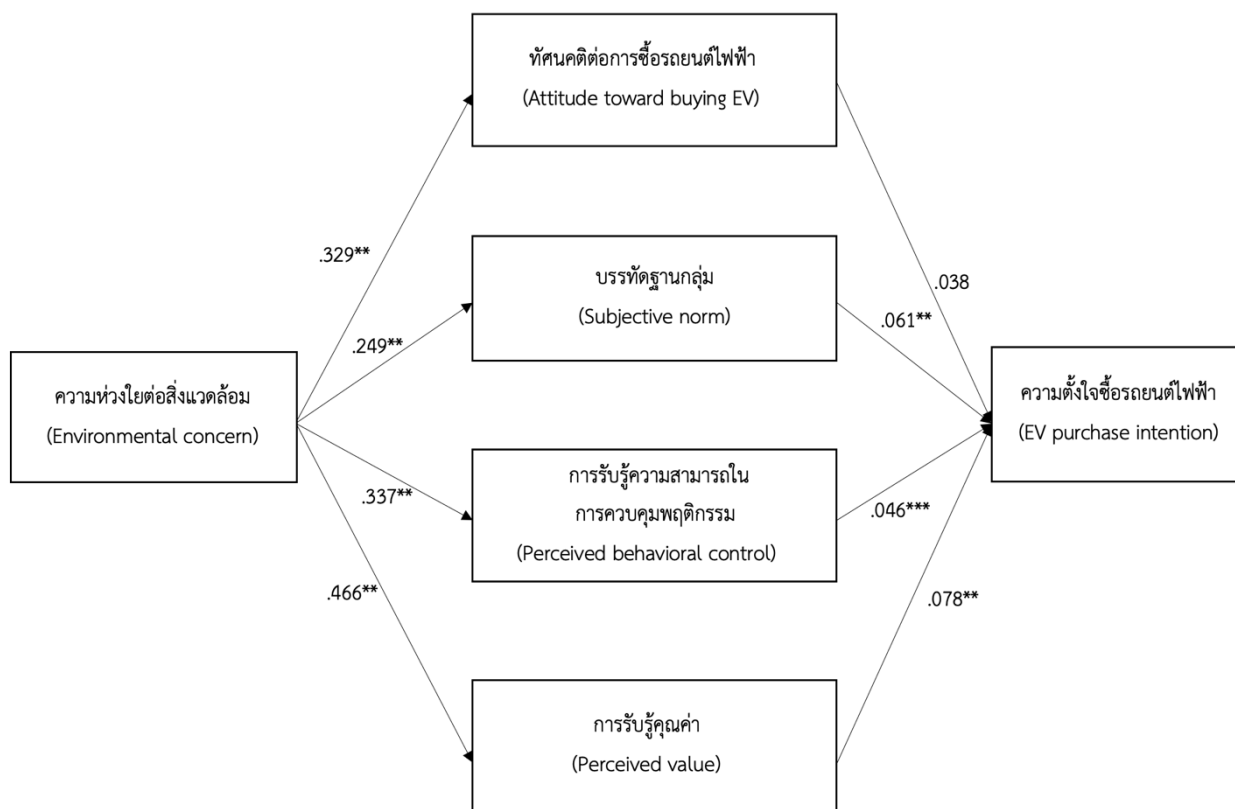 ทัศนคติต่อการซื้อรถยนต์ไฟฟ้า
(Attitude toward buying EV)
.329**
.038
บรรทัดฐานกลุ่ม
(Subjective norm)
.249**
.061**
ความห่วงใยต่อสิ่งแวดล้อม
(Environmental concern)
ความตั้งใจซื้อรถยนต์ไฟฟ้า
(EV purchase intention)
การรับรู้ความสามารถใน
การควบคุมพฤติกรรม
(Perceived behavioral control)
.337**
.046***
.466**
.078**
การรับรู้คุณค่า
(Perceived value)